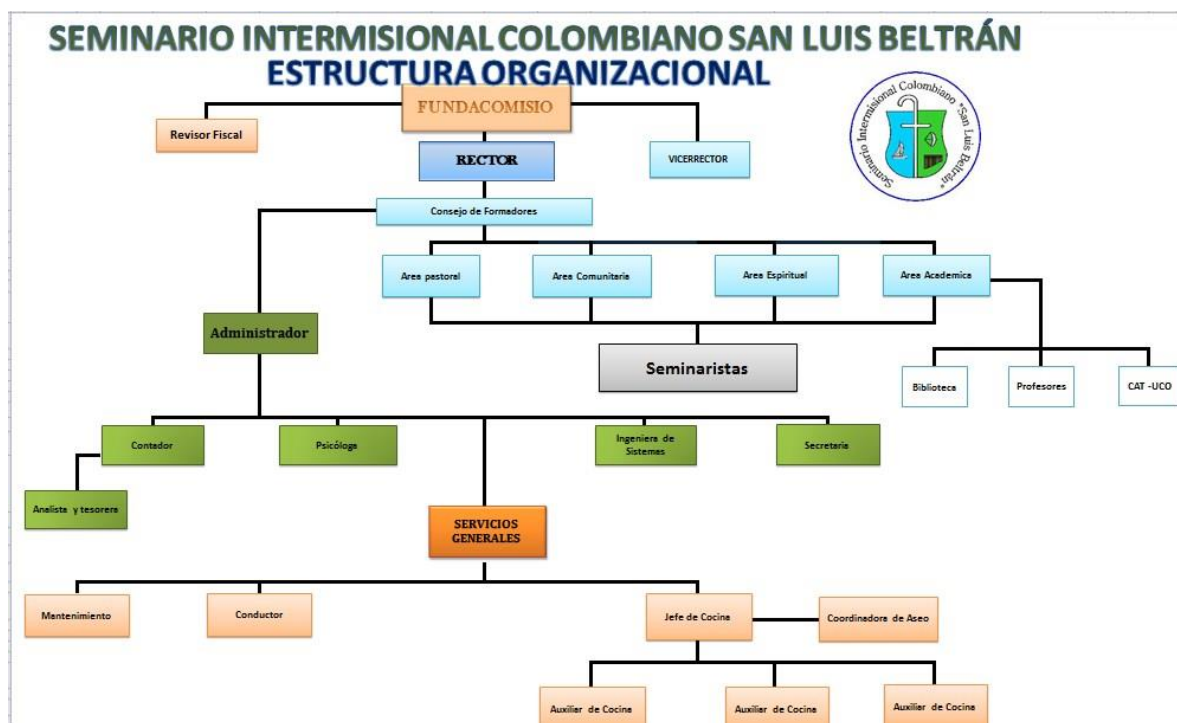 SEMINARIO INTERMISIONAL COLOMBIANO SAN LUIS BELTRÁN
ESTRUCTURA ORGANIZACIONAL
FUNDACOMISIO
Revisor Fiscal
RECTOR
VICERRECTOR
Seminario Intermisional Colombiano "San Luis Beltrán"
Consejo de Formadores
Area pastoral
Area Comunitaria
Area Espiritual
Area Academica
Administrador
Seminaristas
Biblioteca
Profesores
CAT -UCO
Contador
Psicóloga
Ingeniera de
Sistemas
Secretaria
Analista y tesorera
SERVICIOS
GENERALES
Mantenimiento
Conductor
Jefe de Cocina
Coordinadora de Aseo
Auxiliar de Cocina
Auxiliar de Cocina
Auxiliar de Cocina